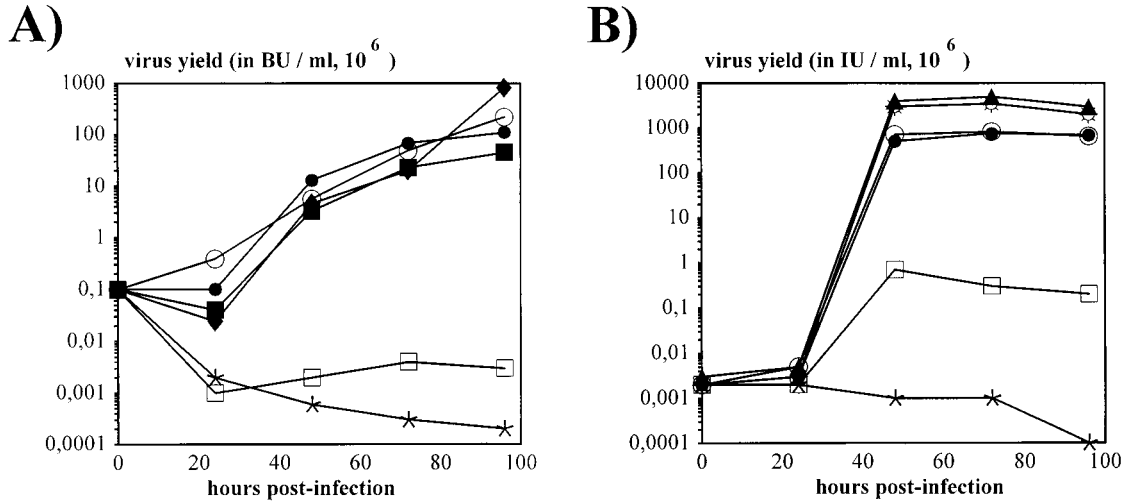 A)
virus yield (in BU / ml, 10 6 )
1000
100
10
1
0,1
0,01
0,001
0,0001
0 20 40 60 80 100
hours post-infection
B)
virus yield (in IU / ml, 10 6 )
10000
1000
100
10
1
0,1
0,01
0,001
0,0001
0 20 40 60 80 100
hours post-infection